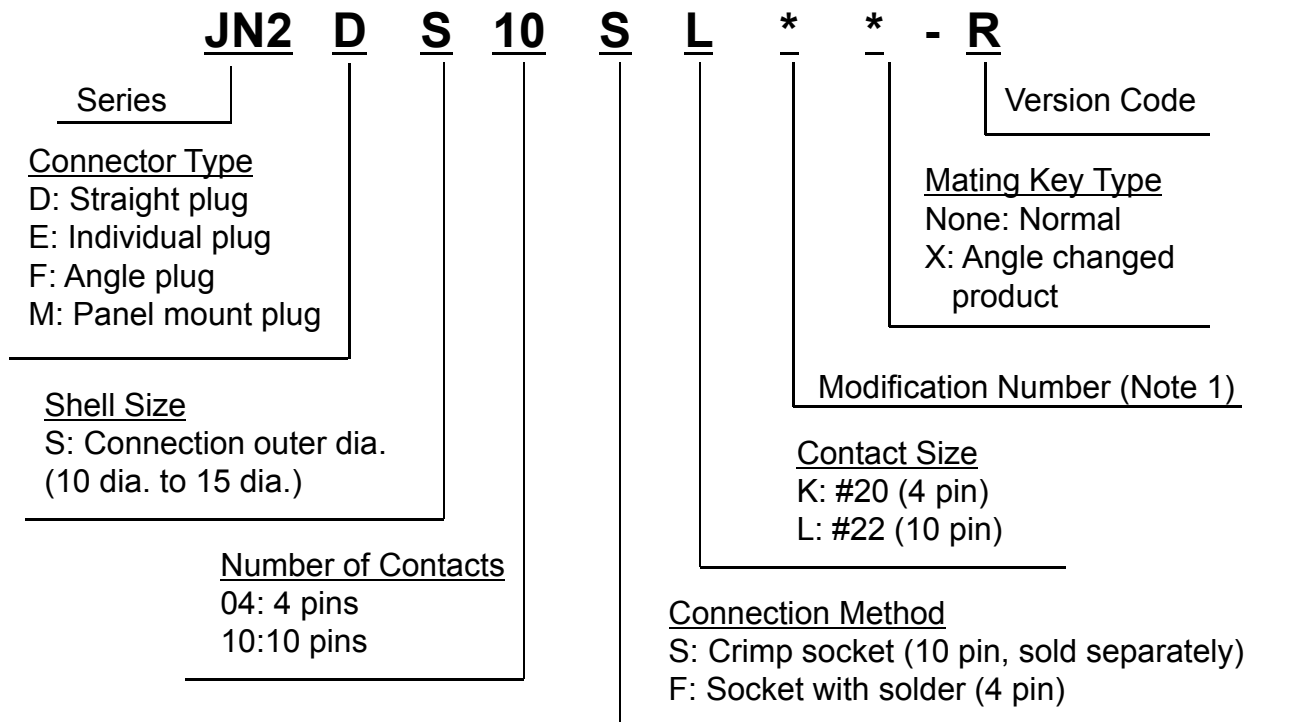 JN2 D S 10 S L * * - R
Series
Version Code
Connector Type
D: Straight plug
E: Individual plug
F: Angle plug
M: Panel mount plug
Mating Key Type
None: Normal
X: Angle changed
product
Shell Size
S: Connection outer dia.
(10 dia. to 15 dia.)
Modification Number (Note 1)
Contact Size
K: #20 (4 pin)
L: #22 (10 pin)
Number of Contacts
04: 4 pins
10:10 pins
Connection Method
S: Crimp socket (10 pin, sold separately)
F: Socket with solder (4 pin)